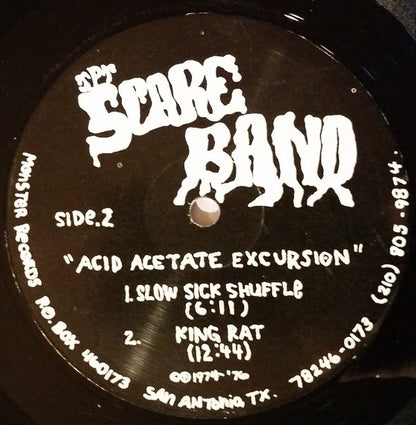 JPT
SCARE
BAND
SIDE.2
"ACID ACETATE EXCURSION"
1. SLOW SICK SHUFFLE
(6:11)
2. KING RAT
(12:44)
©℗ 1974-'76
MONSTER RECORDS P.O. BOX 460173 SAN ANTONIO TX. 78246-0173 (210) 805-9874.